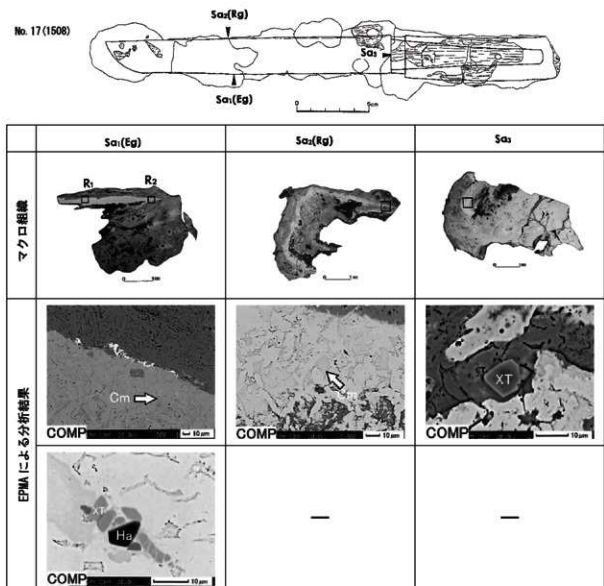 No. 17 (1508)
Sa₂(Rg)
Sa₃
Sa₁(Eg)
5cm
Sa₁(Eg) Sa₂(Rg) Sa₃
マクロ組織
R₁ R₂
EPMAによる分析結果
Cm
XT
COMP 10μm
COMP 10μm
COMP 10μm
XT
Ha
COMP 10μm
— —